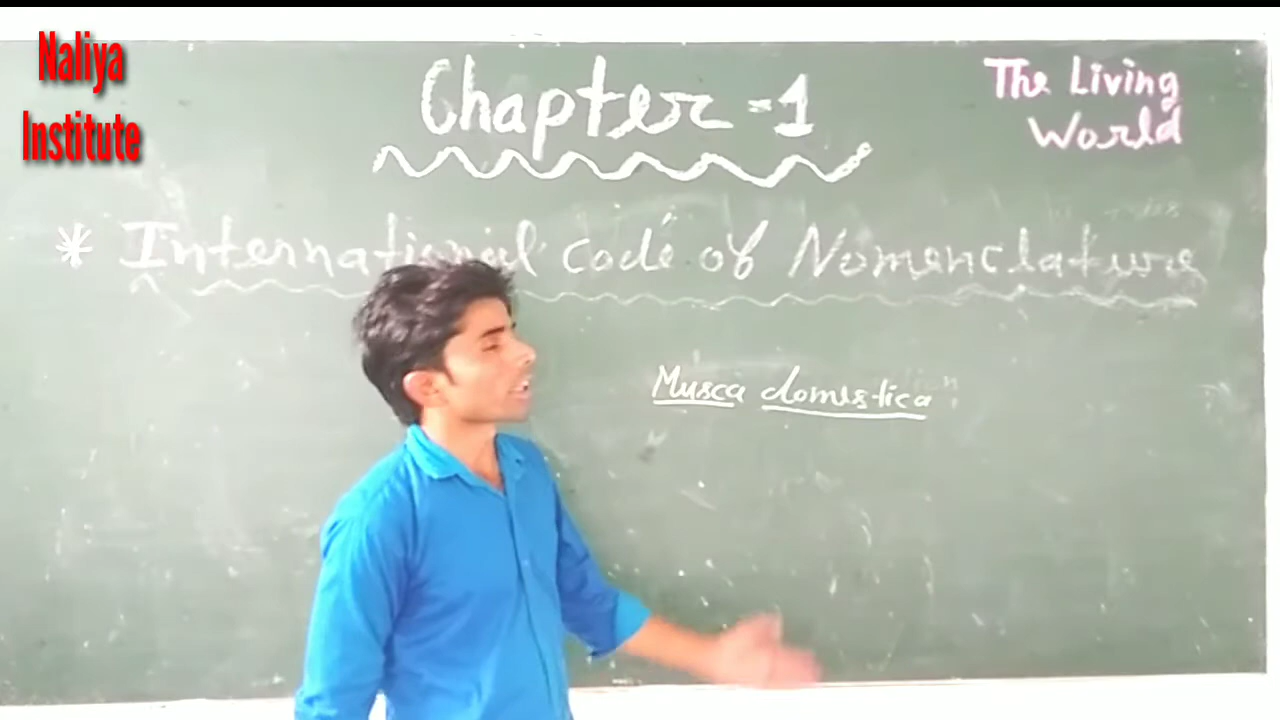 Naliya
Institute
Chapter-1
The Living
World
* International code of Nomenclature
Musca domestica